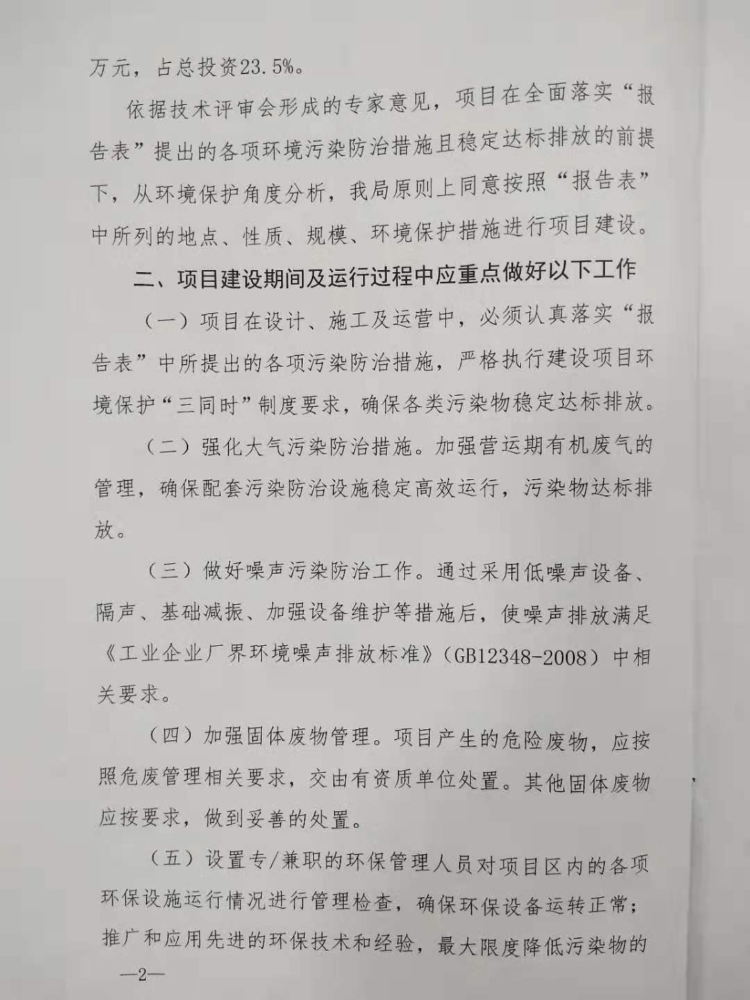 万元，占总投资23.5%。
依据技术评审会形成的专家意见，项目在全面落实“报
告表”提出的各项环境污染防治措施且稳定达标排放的前提
下，从环境保护角度分析，我局原则上同意按照“报告表”
中所列的地点、性质、规模、环境保护措施进行项目建设。
二、项目建设期间及运行过程中应重点做好以下工作
（一）项目在设计、施工及运营中，必须认真落实“报
告表”中所提出的各项污染防治措施，严格执行建设项目环
境保护“三同时”制度要求，确保各类污染物稳定达标排放。
（二）强化大气污染防治措施。加强营运期有机废气的
管理，确保配套污染防治设施稳定高效运行，污染物达标排
放。
（三）做好噪声污染防治工作。通过采用低噪声设备、
隔声、基础减振、加强设备维护等措施后，使噪声排放满足
《工业企业厂界环境噪声排放标准》（GB12348-2008）中相
关要求。
（四）加强固体废物管理。项目产生的危险废物，应按
照危废管理相关要求，交由有资质单位处置。其他固体废物
应按要求，做到妥善的处置。
（五）设置专/兼职的环保管理人员对项目区内的各项
环保设施运行情况进行管理检查，确保环保设备运转正常；
推广和应用先进的环保技术和经验，最大限度降低污染物的
—2—